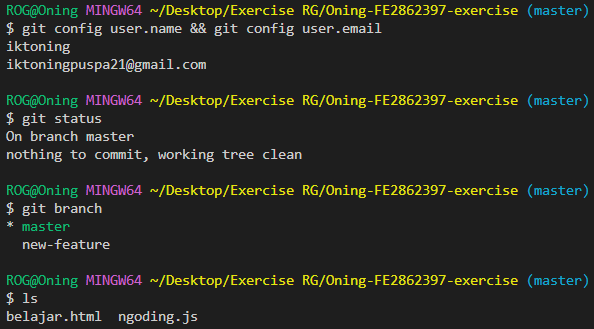 ROG@Oning MINGW64 ~/Desktop/Exercise RG/Oning-FE2862397-exercise (master)
$ git config user.name && git config user.email
iktoning
iktoningpuspa21@gmail.com
ROG@Oning MINGW64 ~/Desktop/Exercise RG/Oning-FE2862397-exercise (master)
$ git status
On branch master
nothing to commit, working tree clean
ROG@Oning MINGW64 ~/Desktop/Exercise RG/Oning-FE2862397-exercise (master)
$ git branch
* master
  new-feature
ROG@Oning MINGW64 ~/Desktop/Exercise RG/Oning-FE2862397-exercise (master)
$ ls
belajar.html  ngoding.js